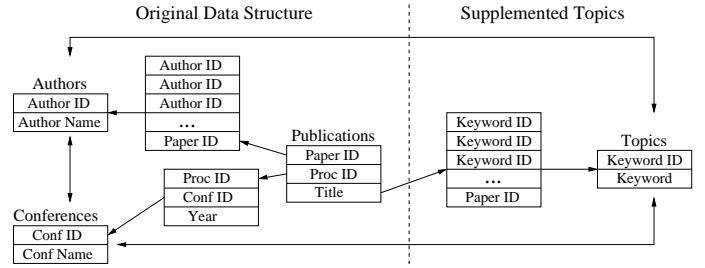 Original Data Structure
Supplemented Topics
Authors
Author ID
Author Name
Author ID
Author ID
Author ID
...
Paper ID
Publications
Paper ID
Proc ID
Title
Proc ID
Conf ID
Year
Conferences
Conf ID
Conf Name
Keyword ID
Keyword ID
Keyword ID
...
Paper ID
Topics
Keyword ID
Keyword